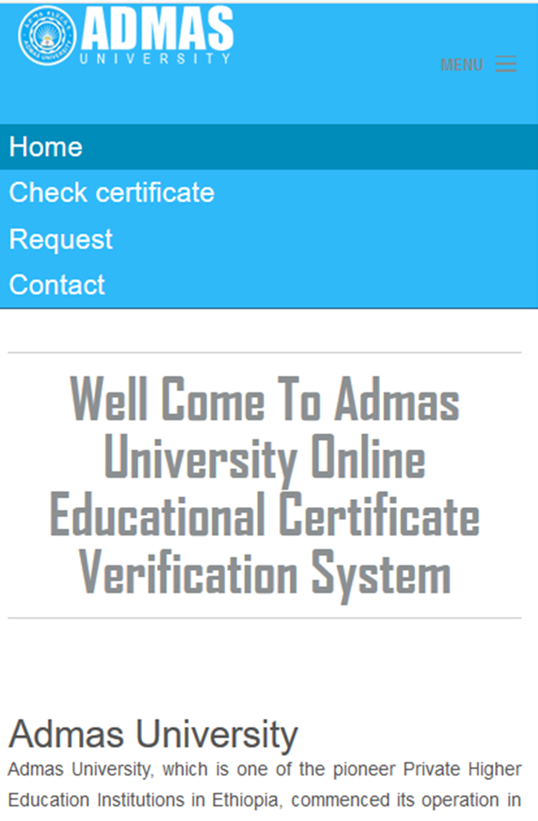 ADMAS
UNIVERSITY
MENU
Home
Check certificate
Request
Contact
Well Come To Admas
University Online
Educational Certificate
Verification System
Admas University
Admas University, which is one of the pioneer Private Higher
Education Institutions in Ethiopia, commenced its operation in